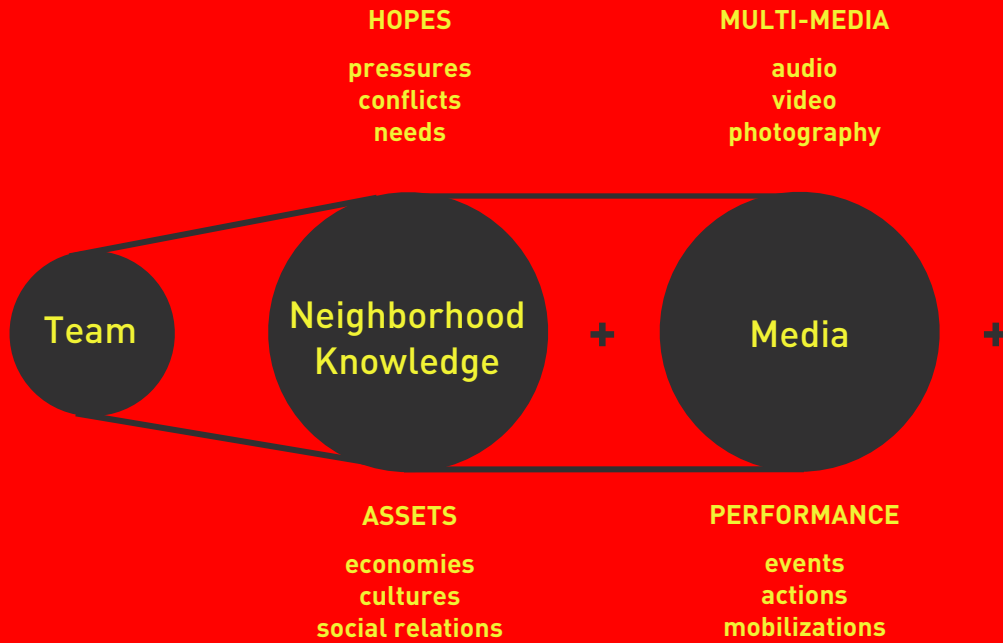 HOPES
pressures
conflicts
needs
MULTI-MEDIA
audio
video
photography
Team
Neighborhood
Knowledge
+
Media
+
ASSETS
economies
cultures
social relations
PERFORMANCE
events
actions
mobilizations